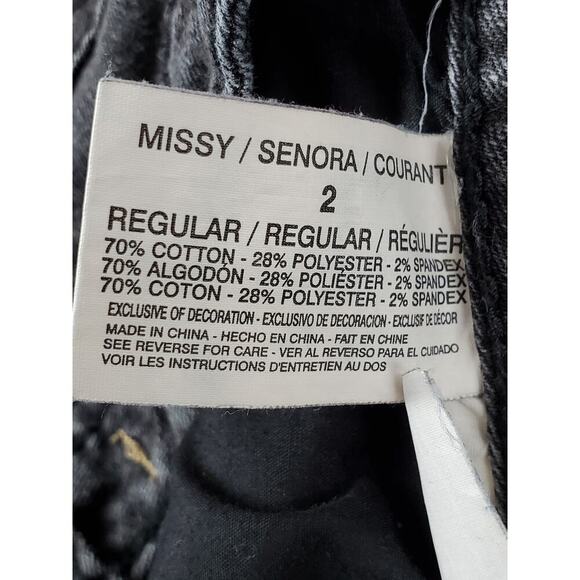 MISSY / SENORA / COURANT
2
REGULAR / REGULAR / RÉGULIÈR
70% COTTON - 28% POLYESTER - 2% SPANDEX
70% ALGODÓN - 28% POLIÉSTER - 2% SPANDEX
70% COTON - 28% POLYESTER - 2% SPANDEX
EXCLUSIVE OF DECORATION - EXCLUSIVO DE DECORACION - EXCLUSIF DE DÉCOR
MADE IN CHINA - HECHO EN CHINA - FAIT EN CHINE
SEE REVERSE FOR CARE - VER AL REVERSO PARA EL CUIDADO
VOIR LES INSTRUCTIONS D'ENTRETIEN AU DOS